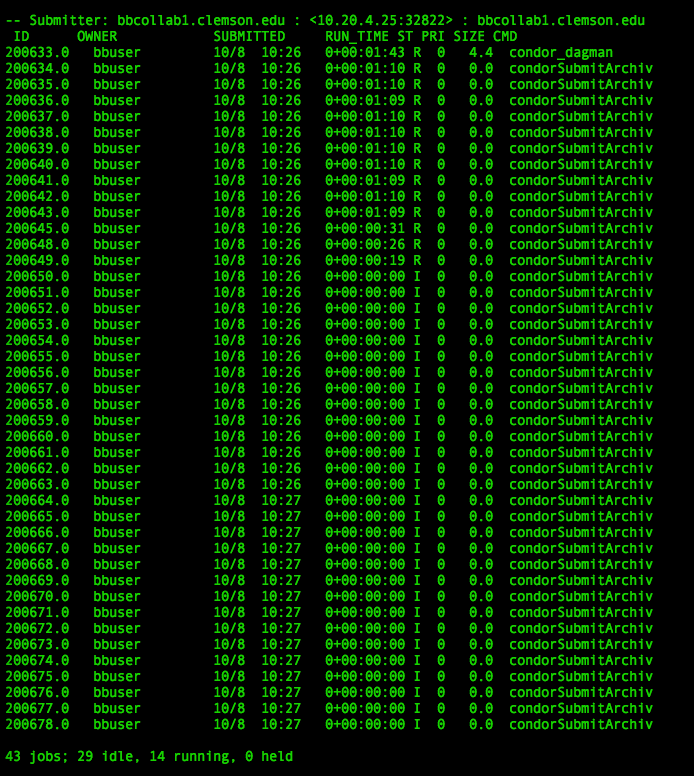 -- Submitter: bbcollab1.clemson.edu : <10.20.4.25:32822> : bbcollab1.clemson.edu
 ID      OWNER            SUBMITTED     RUN_TIME ST PRI SIZE CMD
200633.0   bbuser         10/8  10:26   0+00:01:43 R  0   4.4  condor_dagman
200634.0   bbuser         10/8  10:26   0+00:01:10 R  0   0.0  condorSubmitArchiv
200635.0   bbuser         10/8  10:26   0+00:01:10 R  0   0.0  condorSubmitArchiv
200636.0   bbuser         10/8  10:26   0+00:01:09 R  0   0.0  condorSubmitArchiv
200637.0   bbuser         10/8  10:26   0+00:01:10 R  0   0.0  condorSubmitArchiv
200638.0   bbuser         10/8  10:26   0+00:01:10 R  0   0.0  condorSubmitArchiv
200639.0   bbuser         10/8  10:26   0+00:01:10 R  0   0.0  condorSubmitArchiv
200640.0   bbuser         10/8  10:26   0+00:01:10 R  0   0.0  condorSubmitArchiv
200641.0   bbuser         10/8  10:26   0+00:01:09 R  0   0.0  condorSubmitArchiv
200642.0   bbuser         10/8  10:26   0+00:01:10 R  0   0.0  condorSubmitArchiv
200643.0   bbuser         10/8  10:26   0+00:01:09 R  0   0.0  condorSubmitArchiv
200645.0   bbuser         10/8  10:26   0+00:00:31 R  0   0.0  condorSubmitArchiv
200648.0   bbuser         10/8  10:26   0+00:00:26 R  0   0.0  condorSubmitArchiv
200649.0   bbuser         10/8  10:26   0+00:00:19 R  0   0.0  condorSubmitArchiv
200650.0   bbuser         10/8  10:26   0+00:00:00 I  0   0.0  condorSubmitArchiv
200651.0   bbuser         10/8  10:26   0+00:00:00 I  0   0.0  condorSubmitArchiv
200652.0   bbuser         10/8  10:26   0+00:00:00 I  0   0.0  condorSubmitArchiv
200653.0   bbuser         10/8  10:26   0+00:00:00 I  0   0.0  condorSubmitArchiv
200654.0   bbuser         10/8  10:26   0+00:00:00 I  0   0.0  condorSubmitArchiv
200655.0   bbuser         10/8  10:26   0+00:00:00 I  0   0.0  condorSubmitArchiv
200656.0   bbuser         10/8  10:26   0+00:00:00 I  0   0.0  condorSubmitArchiv
200657.0   bbuser         10/8  10:26   0+00:00:00 I  0   0.0  condorSubmitArchiv
200658.0   bbuser         10/8  10:26   0+00:00:00 I  0   0.0  condorSubmitArchiv
200659.0   bbuser         10/8  10:26   0+00:00:00 I  0   0.0  condorSubmitArchiv
200660.0   bbuser         10/8  10:26   0+00:00:00 I  0   0.0  condorSubmitArchiv
200661.0   bbuser         10/8  10:26   0+00:00:00 I  0   0.0  condorSubmitArchiv
200662.0   bbuser         10/8  10:26   0+00:00:00 I  0   0.0  condorSubmitArchiv
200663.0   bbuser         10/8  10:26   0+00:00:00 I  0   0.0  condorSubmitArchiv
200664.0   bbuser         10/8  10:27   0+00:00:00 I  0   0.0  condorSubmitArchiv
200665.0   bbuser         10/8  10:27   0+00:00:00 I  0   0.0  condorSubmitArchiv
200666.0   bbuser         10/8  10:27   0+00:00:00 I  0   0.0  condorSubmitArchiv
200667.0   bbuser         10/8  10:27   0+00:00:00 I  0   0.0  condorSubmitArchiv
200668.0   bbuser         10/8  10:27   0+00:00:00 I  0   0.0  condorSubmitArchiv
200669.0   bbuser         10/8  10:27   0+00:00:00 I  0   0.0  condorSubmitArchiv
200670.0   bbuser         10/8  10:27   0+00:00:00 I  0   0.0  condorSubmitArchiv
200671.0   bbuser         10/8  10:27   0+00:00:00 I  0   0.0  condorSubmitArchiv
200672.0   bbuser         10/8  10:27   0+00:00:00 I  0   0.0  condorSubmitArchiv
200673.0   bbuser         10/8  10:27   0+00:00:00 I  0   0.0  condorSubmitArchiv
200674.0   bbuser         10/8  10:27   0+00:00:00 I  0   0.0  condorSubmitArchiv
200675.0   bbuser         10/8  10:27   0+00:00:00 I  0   0.0  condorSubmitArchiv
200676.0   bbuser         10/8  10:27   0+00:00:00 I  0   0.0  condorSubmitArchiv
200677.0   bbuser         10/8  10:27   0+00:00:00 I  0   0.0  condorSubmitArchiv
200678.0   bbuser         10/8  10:27   0+00:00:00 I  0   0.0  condorSubmitArchiv
43 jobs; 29 idle, 14 running, 0 held